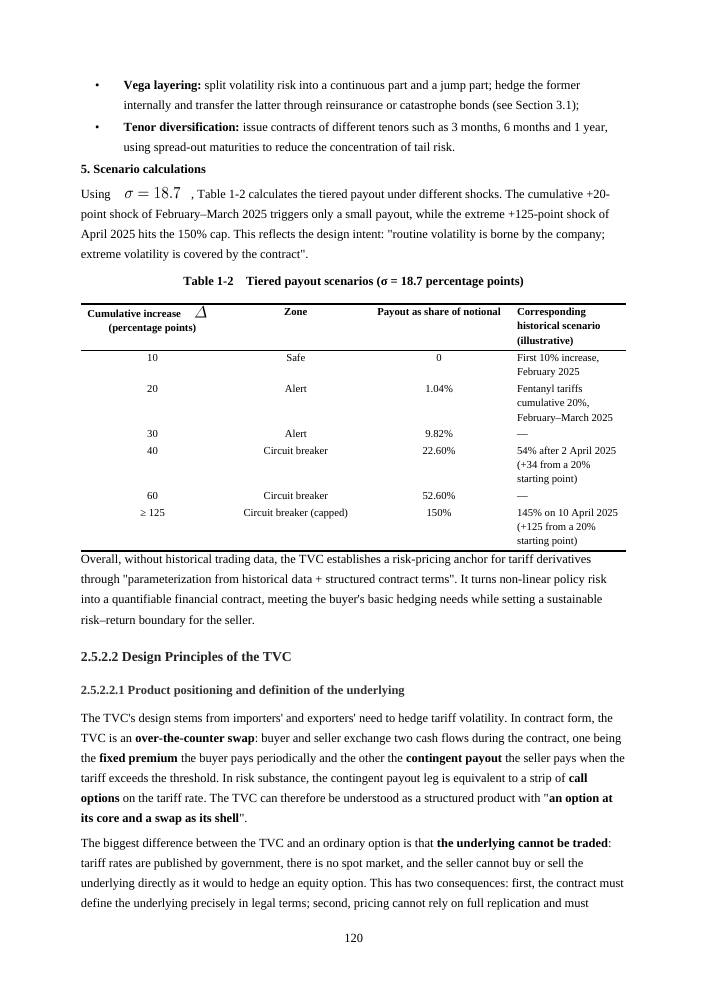 • Vega layering: split volatility risk into a continuous part and a jump part; hedge the former
internally and transfer the latter through reinsurance or catastrophe bonds (see Section 3.1);
• Tenor diversification: issue contracts of different tenors such as 3 months, 6 months and 1 year,
using spread-out maturities to reduce the concentration of tail risk.
5. Scenario calculations
Using σ = 18.7 , Table 1-2 calculates the tiered payout under different shocks. The cumulative +20-
point shock of February–March 2025 triggers only a small payout, while the extreme +125-point shock of
April 2025 hits the 150% cap. This reflects the design intent: "routine volatility is borne by the company;
extreme volatility is covered by the contract".
Table 1-2 Tiered payout scenarios (σ = 18.7 percentage points)
Cumulative increase Δ
(percentage points)
Zone
Payout as share of notional
Corresponding
historical scenario
(illustrative)
10
Safe
0
First 10% increase,
February 2025
20
Alert
1.04%
Fentanyl tariffs
cumulative 20%,
February–March 2025
30
Alert
9.82%
—
40
Circuit breaker
22.60%
54% after 2 April 2025
(+34 from a 20%
starting point)
60
Circuit breaker
52.60%
—
≥ 125
Circuit breaker (capped)
150%
145% on 10 April 2025
(+125 from a 20%
starting point)
Overall, without historical trading data, the TVC establishes a risk-pricing anchor for tariff derivatives
through "parameterization from historical data + structured contract terms". It turns non-linear policy risk
into a quantifiable financial contract, meeting the buyer's basic hedging needs while setting a sustainable
risk–return boundary for the seller.
2.5.2.2 Design Principles of the TVC
2.5.2.2.1 Product positioning and definition of the underlying
The TVC's design stems from importers' and exporters' need to hedge tariff volatility. In contract form, the
TVC is an over-the-counter swap: buyer and seller exchange two cash flows during the contract, one being
the fixed premium the buyer pays periodically and the other the contingent payout the seller pays when the
tariff exceeds the threshold. In risk substance, the contingent payout leg is equivalent to a strip of call
options on the tariff rate. The TVC can therefore be understood as a structured product with "an option at
its core and a swap as its shell".
The biggest difference between the TVC and an ordinary option is that the underlying cannot be traded:
tariff rates are published by government, there is no spot market, and the seller cannot buy or sell the
underlying directly as it would to hedge an equity option. This has two consequences: first, the contract must
define the underlying precisely in legal terms; second, pricing cannot rely on full replication and must
120